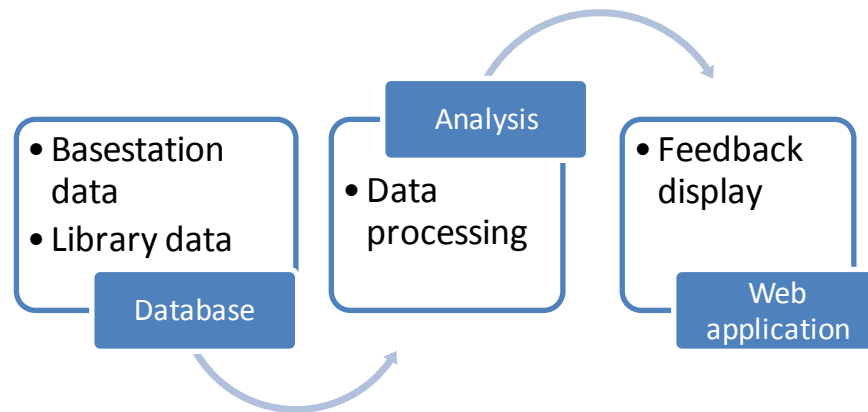 • Basestation
data
• Library data
Database
Analysis
• Data
processing
• Feedback
display
Web
application